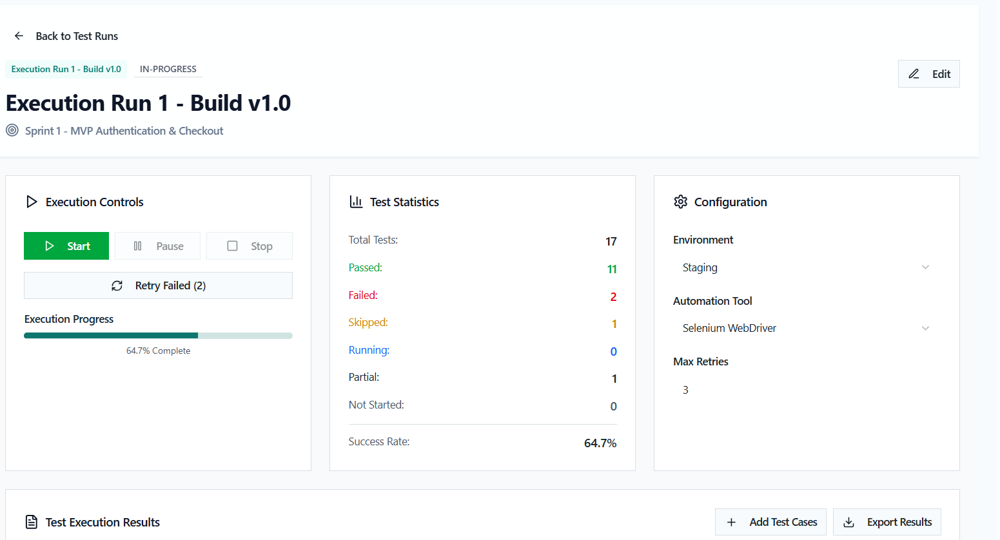 Back to Test Runs
Execution Run 1 - Build v1.0 IN-PROGRESS
Edit
Execution Run 1 - Build v1.0
Sprint 1 - MVP Authentication & Checkout
Execution Controls
Start Pause Stop
Retry Failed (2)
Execution Progress
64.7% Complete
Test Statistics
Total Tests: 17
Passed: 11
Failed: 2
Skipped: 1
Running: 0
Partial: 1
Not Started: 0
Success Rate: 64.7%
Configuration
Environment
Staging
Automation Tool
Selenium WebDriver
Max Retries
3
Test Execution Results
Add Test Cases Export Results